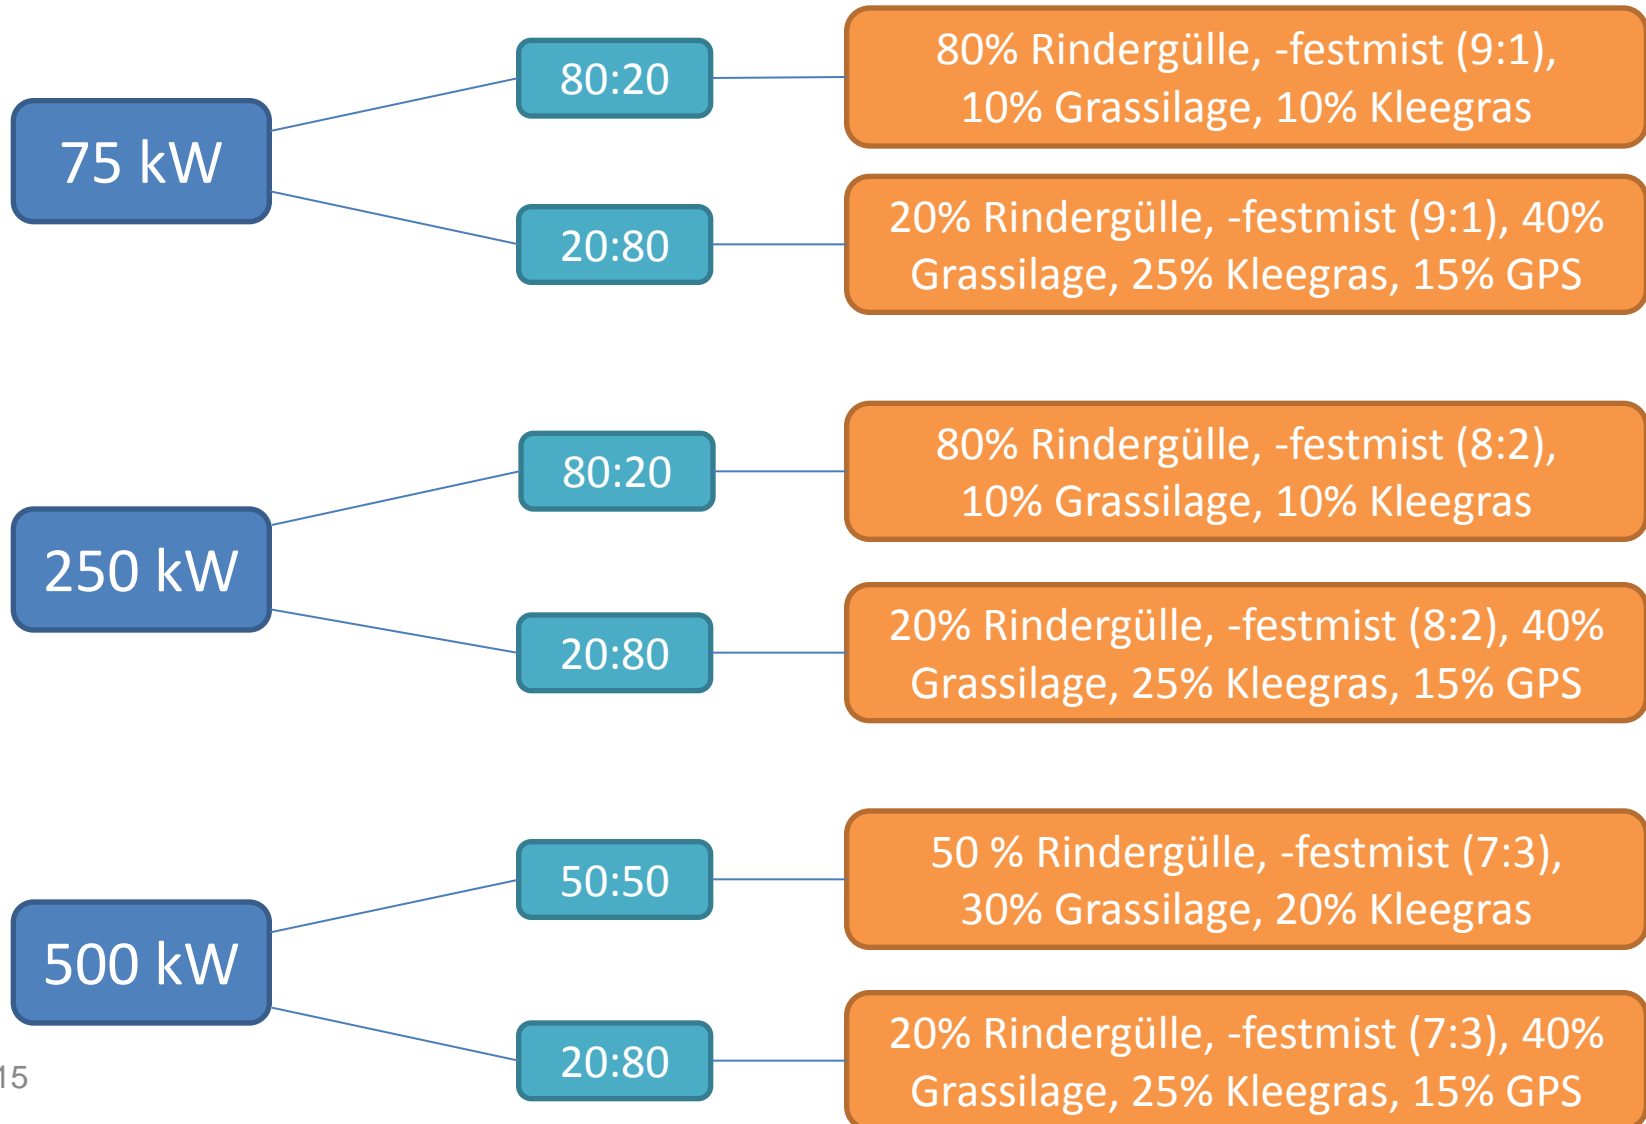 75 kW
80:20
80% Rindergülle, -festmist (9:1),
10% Grassilage, 10% Kleegras
20:80
20% Rindergülle, -festmist (9:1), 40%
Grassilage, 25% Kleegras, 15% GPS
250 kW
80:20
80% Rindergülle, -festmist (8:2),
10% Grassilage, 10% Kleegras
20:80
20% Rindergülle, -festmist (8:2), 40%
Grassilage, 25% Kleegras, 15% GPS
500 kW
50:50
50 % Rindergülle, -festmist (7:3),
30% Grassilage, 20% Kleegras
20:80
20% Rindergülle, -festmist (7:3), 40%
Grassilage, 25% Kleegras, 15% GPS
15